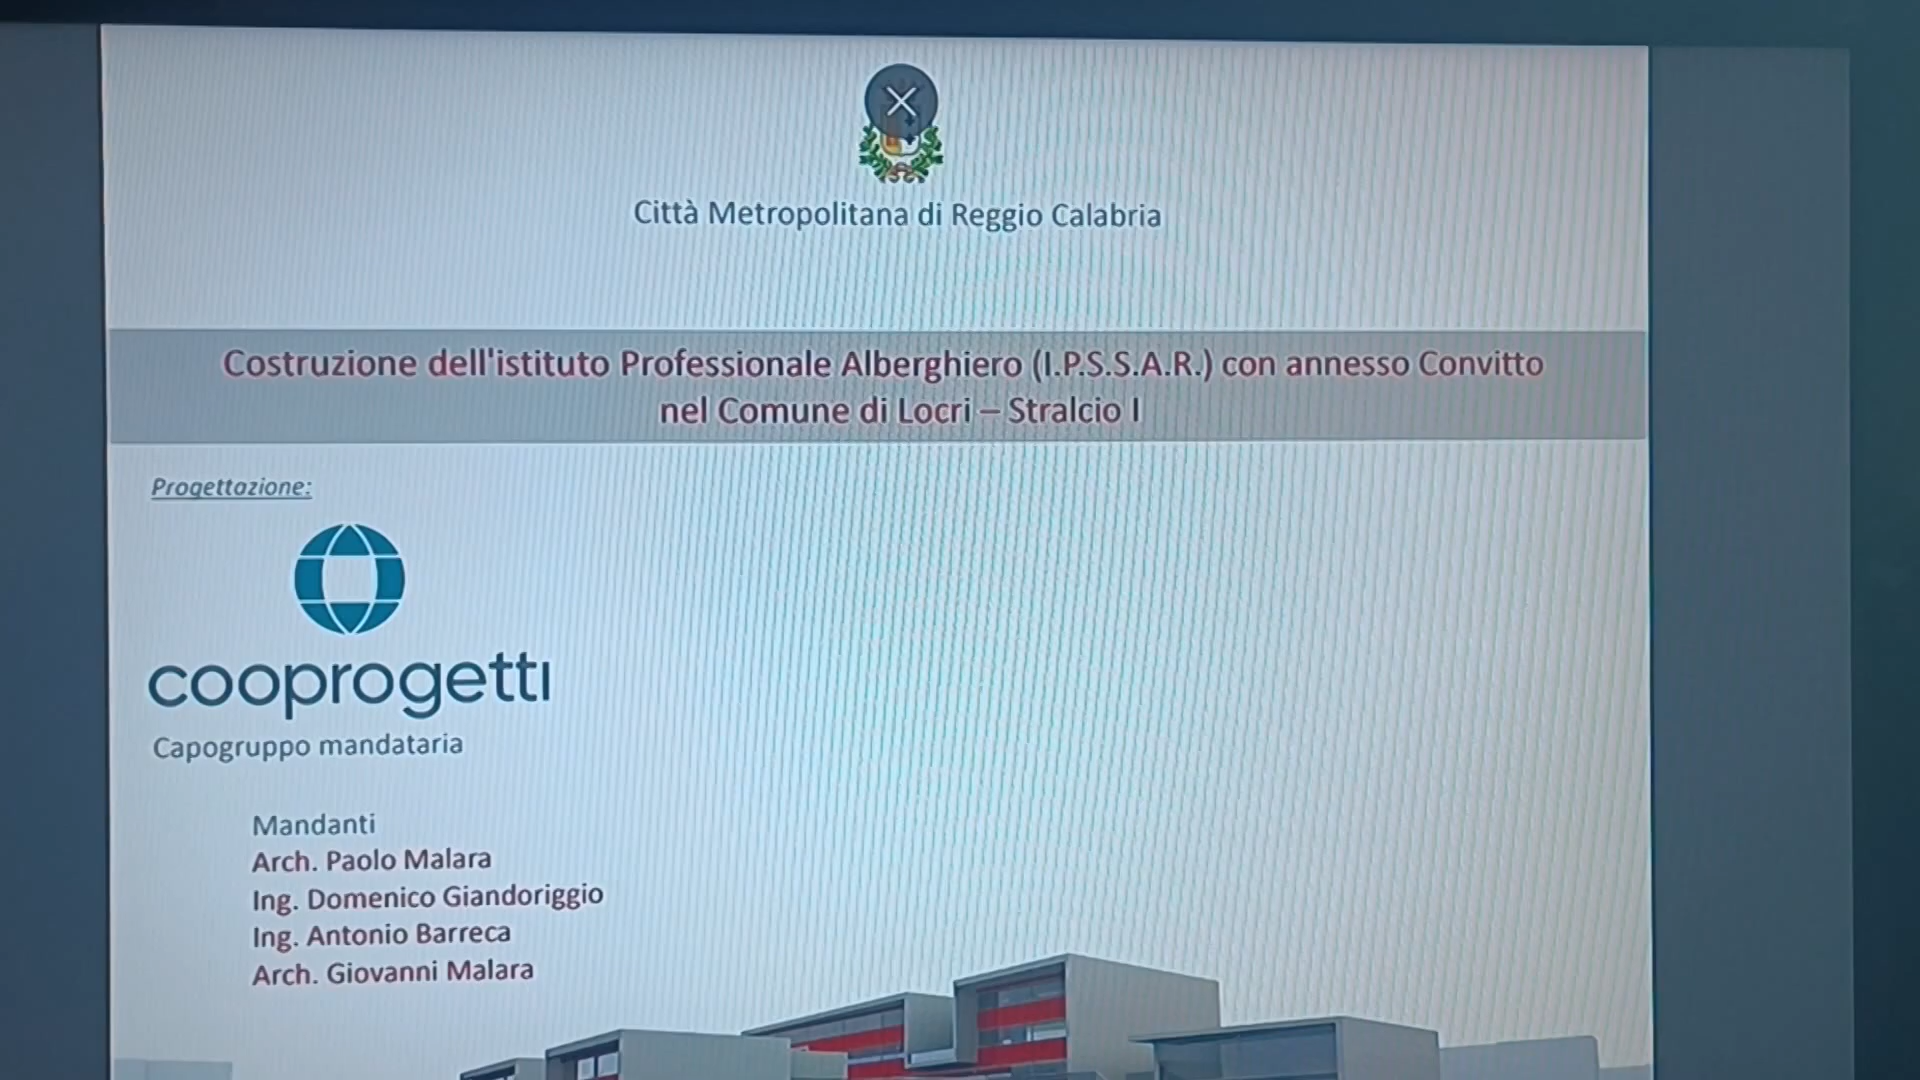 Città Metropolitana di Reggio Calabria
Costruzione dell'istituto Professionale Alberghiero (I.P.S.S.A.R.) con annesso Convitto
nel Comune di Locri – Stralcio I
Progettazione:
cooprogetti
Capogruppo mandataria
Mandanti
Arch. Paolo Malara
Ing. Domenico Giandoriggio
Ing. Antonio Barreca
Arch. Giovanni Malara